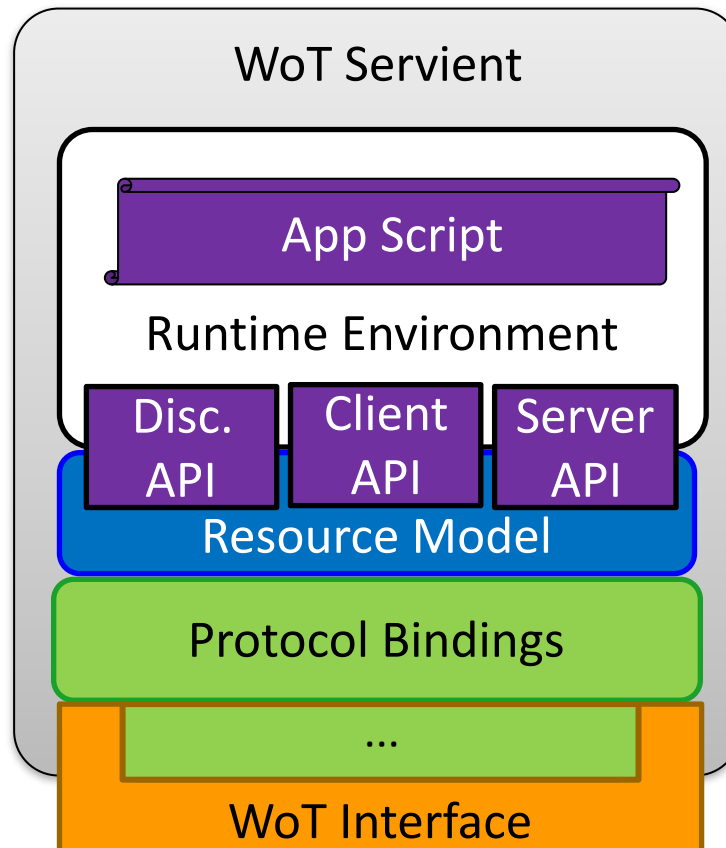 WoT Servient
App Script
Runtime Environment
Disc.
API
Client
API
Server
API
Resource Model
Protocol Bindings
...
WoT Interface